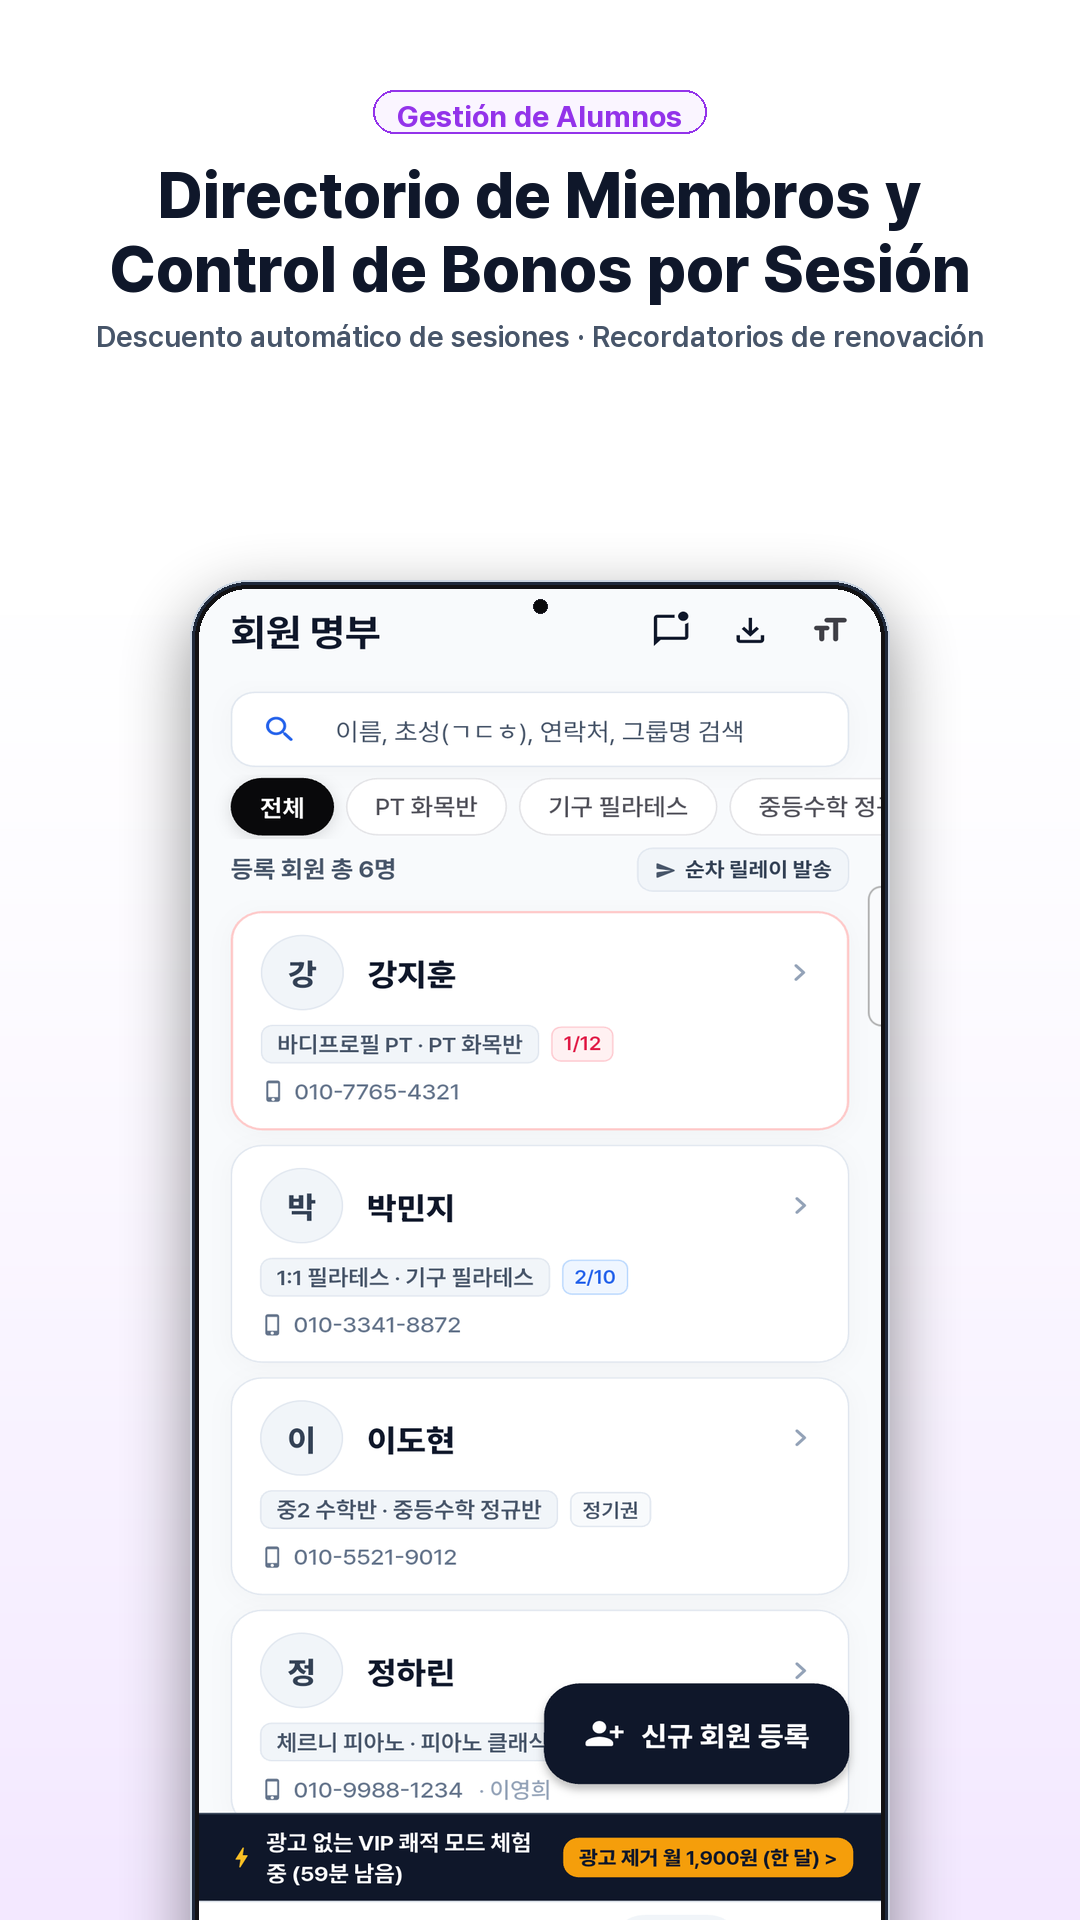 Gestión de Alumnos
Directorio de Miembros y
Control de Bonos por Sesión
Descuento automático de sesiones · Recordatorios de renovación
회원 명부
이름, 초성(ㄱㄷㅎ), 연락처, 그룹명 검색
전체
PT 화목반
기구 필라테스
중등수학 정
등록 회원 총 6명
순차 릴레이 발송
강
강지훈
바디프로필 PT · PT 화목반
1/12
010-7765-4321
박
박민지
1:1 필라테스 · 기구 필라테스
2/10
010-3341-8872
이
이도현
중2 수학반 · 중등수학 정규반
정기권
010-5521-9012
정
정하린
체르니 피아노 · 피아노 클래식
010-9988-1234 · 이영희
신규 회원 등록
광고 없는 VIP 쾌적 모드 체험
중 (59분 남음)
광고 제거 월 1,900원 (한 달) >